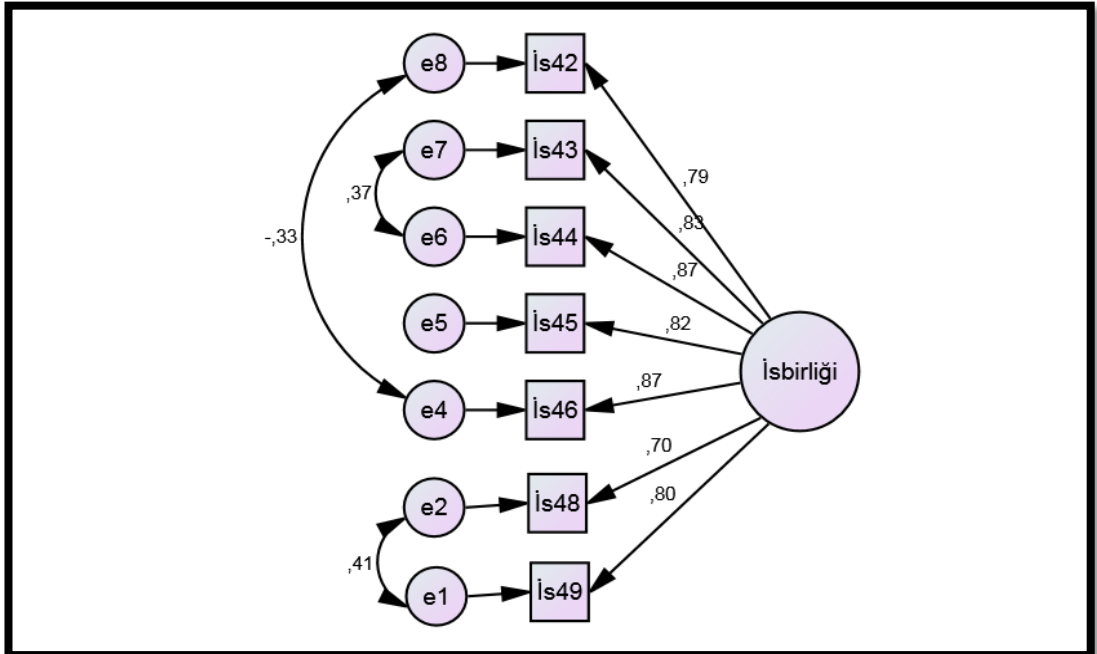 e8
İs42
e7
İs43
,79
,37
,83
-,33
e6
İs44
,87
e5
İs45
,82
İsbirliği
,87
e4
İs46
,70
e2
İs48
,80
,41
e1
İs49